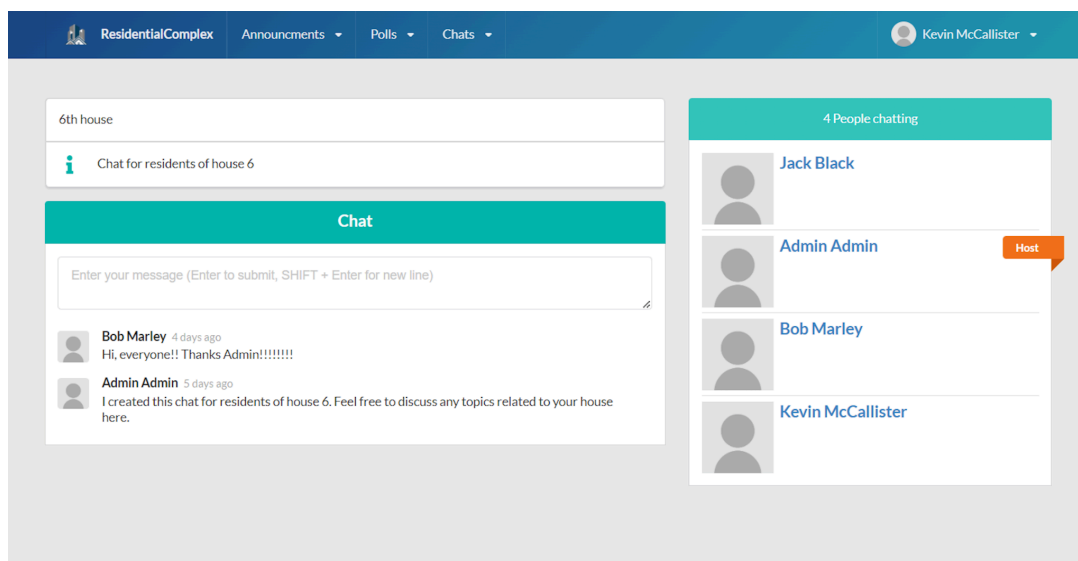 ResidentialComplex Announcments Polls Chats Kevin McCallister
6th house
Chat for residents of house 6
Chat
Enter your message (Enter to submit, SHIFT + Enter for new line)
Bob Marley 4 days ago
Hi, everyone!! Thanks Admin!!!!!!!!
Admin Admin 5 days ago
I created this chat for residents of house 6. Feel free to discuss any topics related to your house
here.
4 People chatting
Jack Black
Admin Admin
Host
Bob Marley
Kevin McCallister